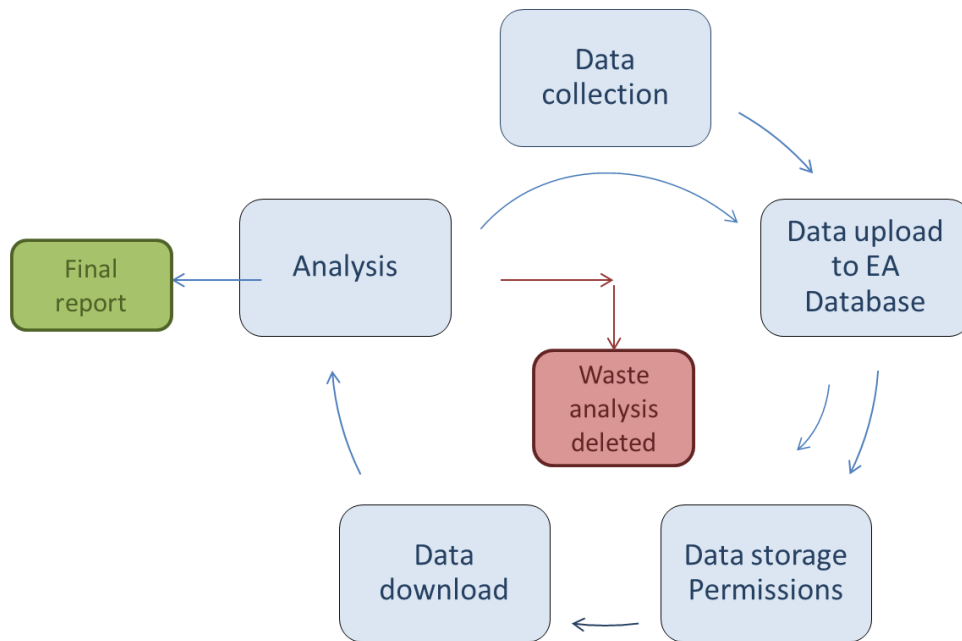 Data
collection
Data upload
to EA
Database
Analysis
Final
report
Waste
analysis
deleted
Data
download
Data storage
Permissions